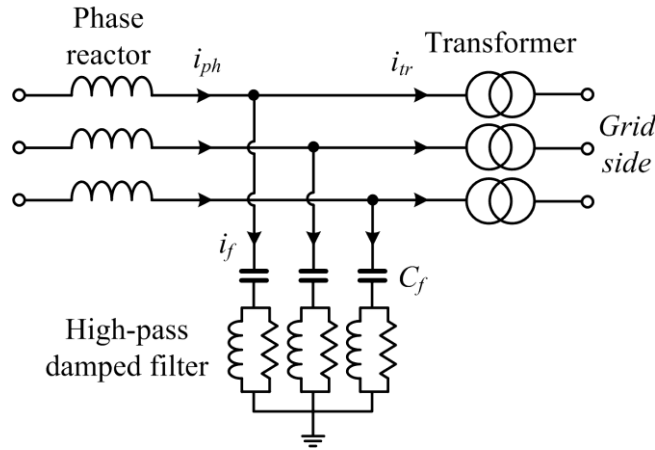 Phase
reactor
i_ph
i_tr
Transformer
Grid
side
i_f
C_f
High-pass
damped filter